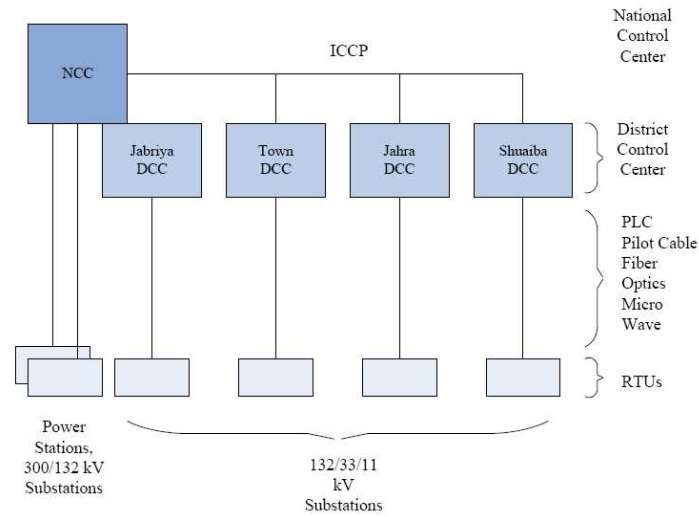 National
Control
Center
ICCP
NCC
Jabriya
DCC
Town
DCC
Jahra
DCC
Shuaiba
DCC
District
Control
Center
PLC
Pilot Cable
Fiber
Optics
Micro
Wave
RTUs
Power
Stations,
300/132 kV
Substations
132/33/11
kV
Substations